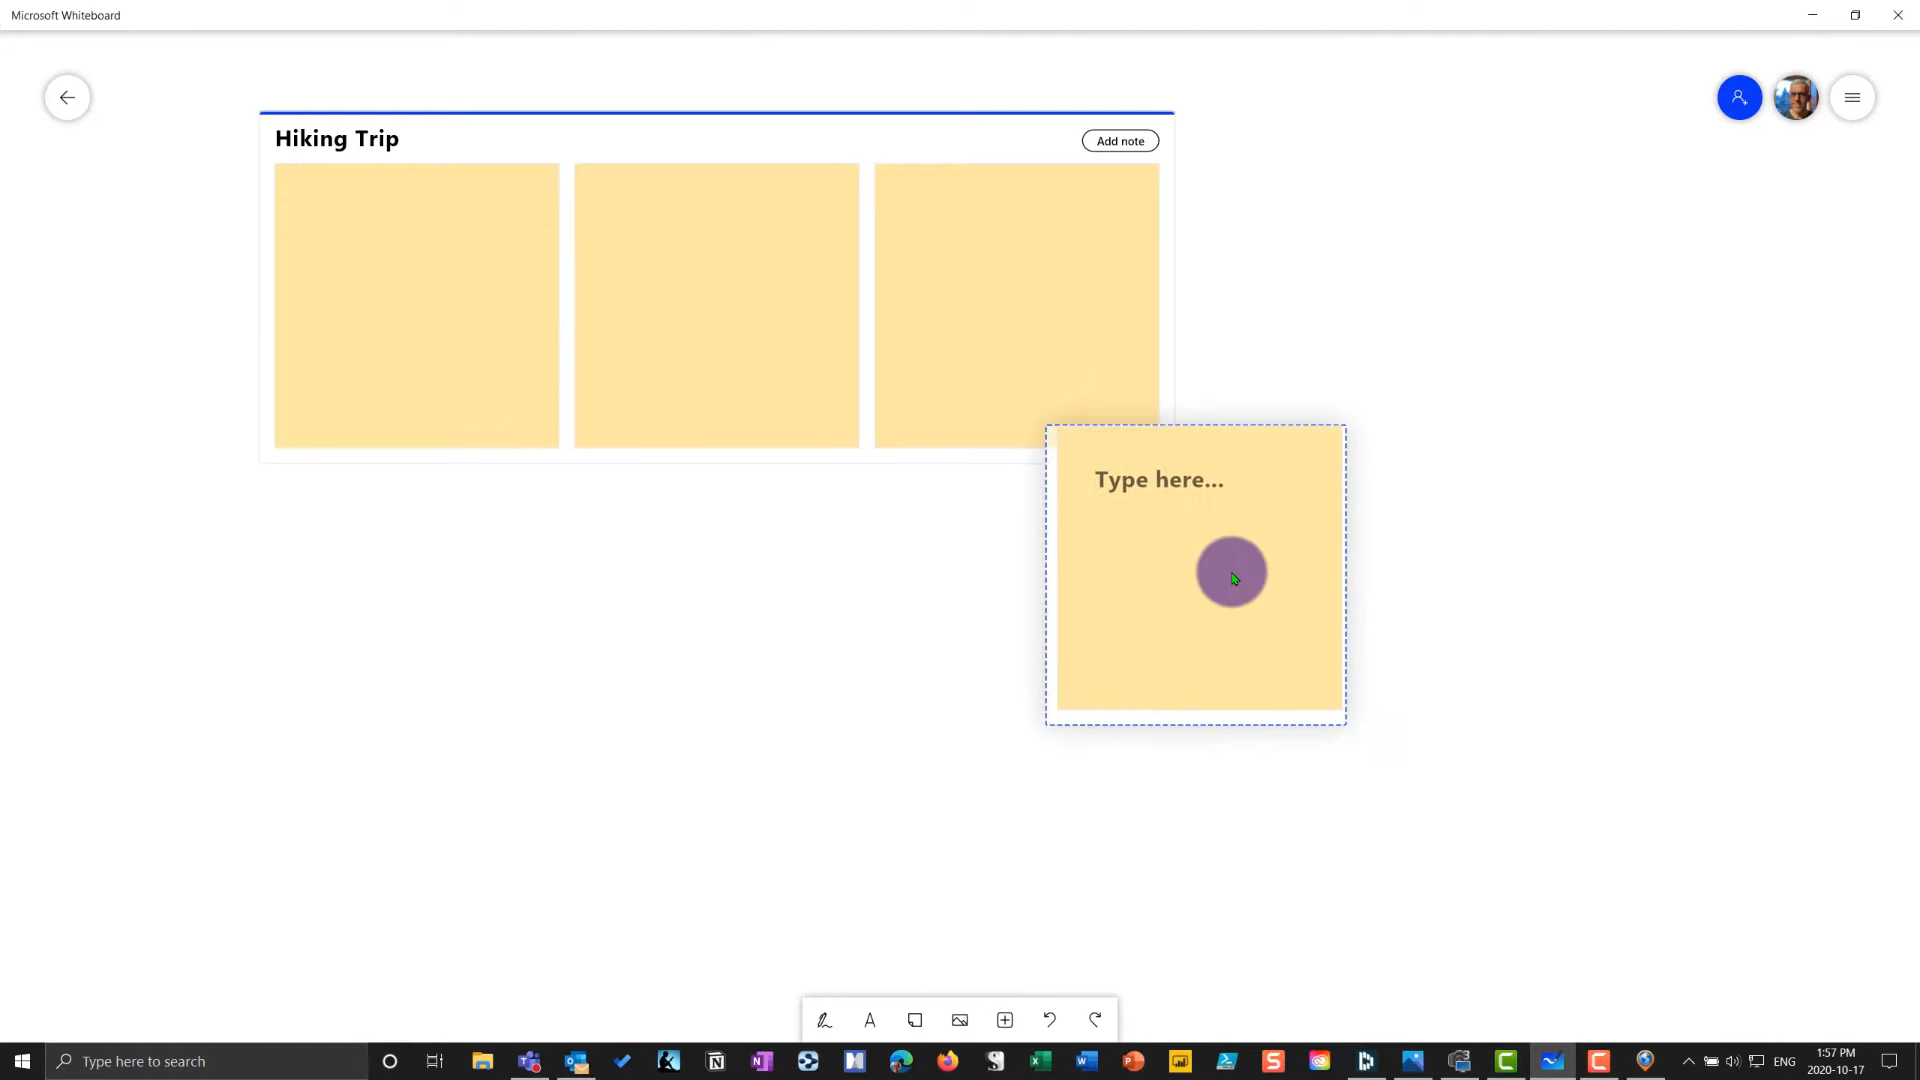 Microsoft Whiteboard
Hiking Trip
Add note
Type here...
Type here to search
ENG
1:57 PM
2020-10-17